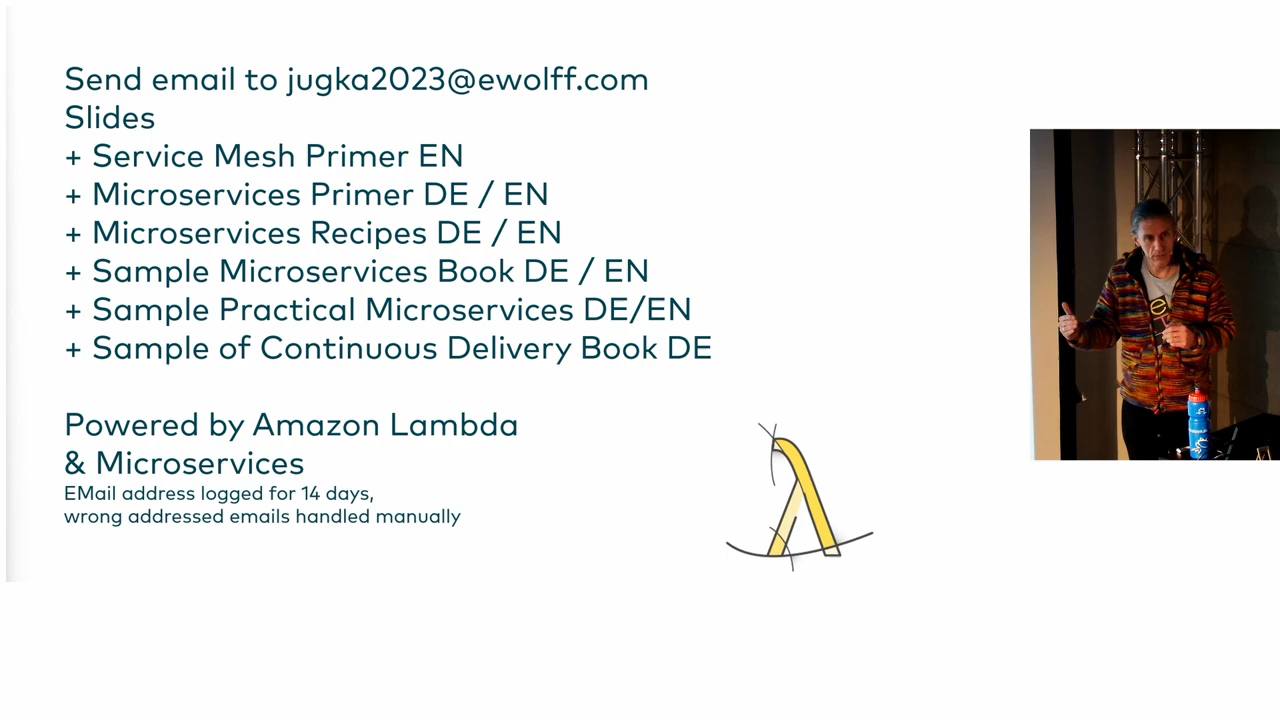 Send email to jugka2023@ewolff.com
Slides
+ Service Mesh Primer EN
+ Microservices Primer DE / EN
+ Microservices Recipes DE / EN
+ Sample Microservices Book DE / EN
+ Sample Practical Microservices DE/EN
+ Sample of Continuous Delivery Book DE
Powered by Amazon Lambda
& Microservices
EMail address logged for 14 days,
wrong addressed emails handled manually